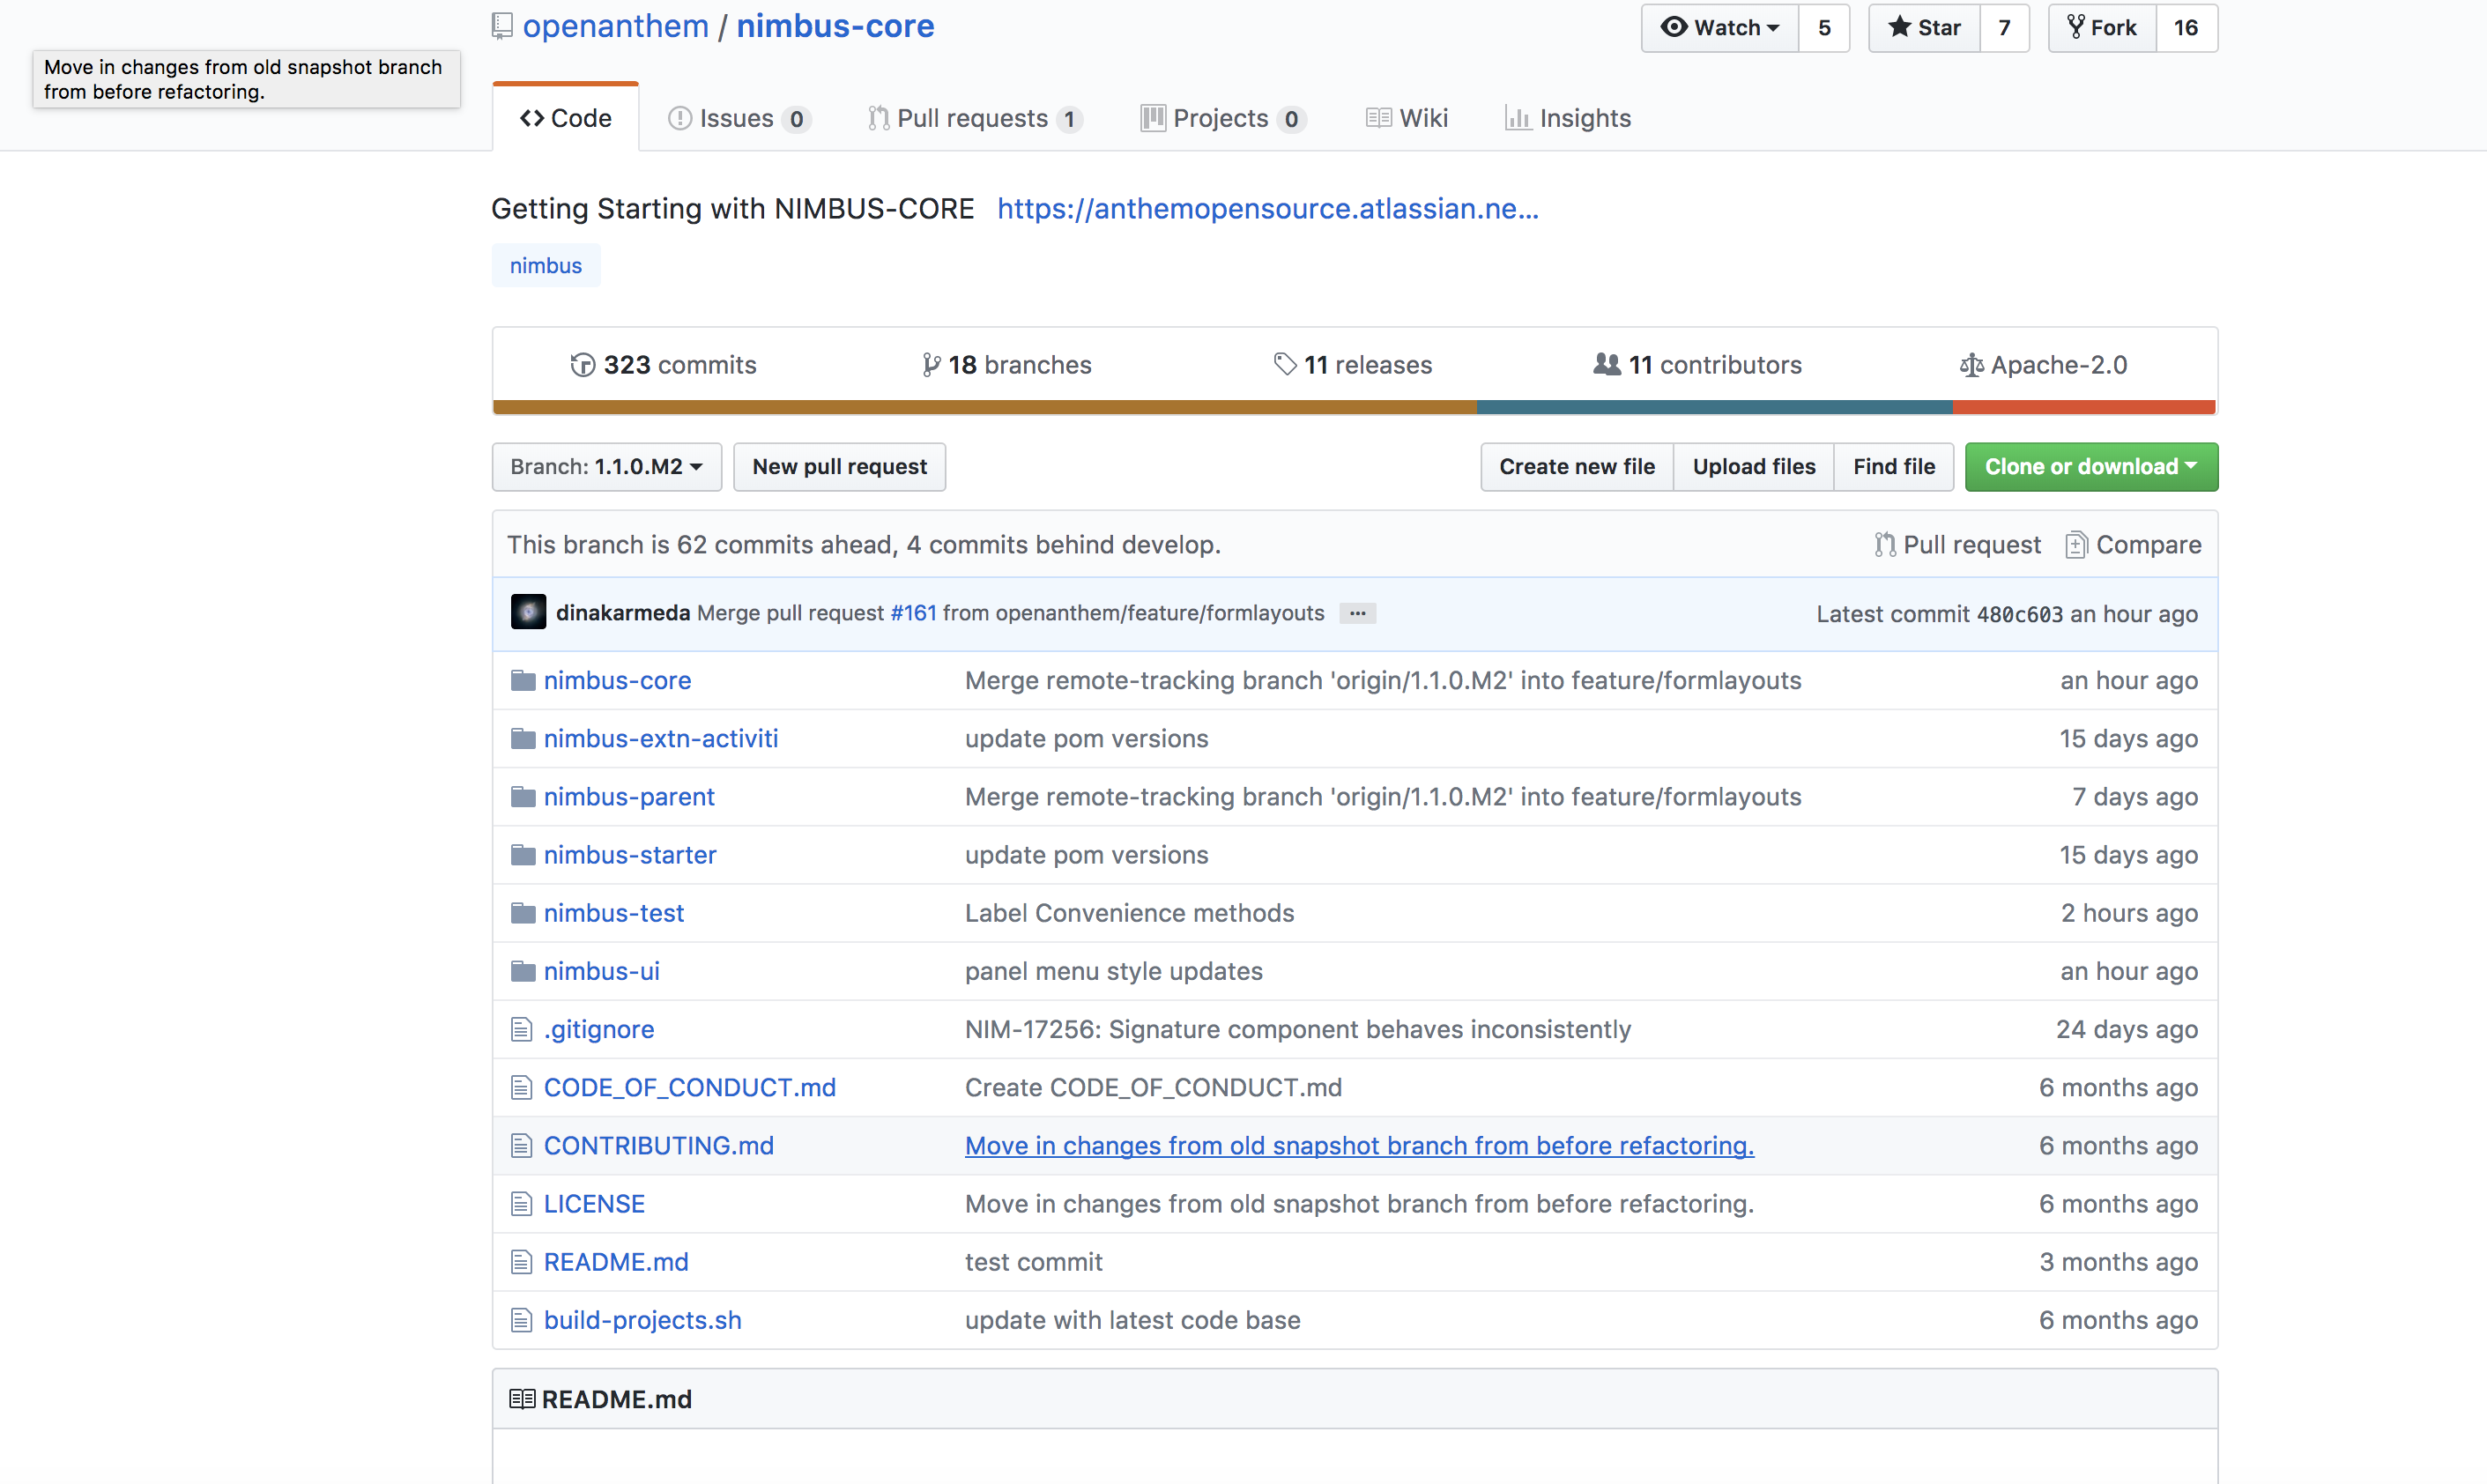 openanthem / nimbus-core
Watch 5 Star 7 Fork 16
Move in changes from old snapshot branch
from before refactoring.
Code Issues 0 Pull requests 1 Projects 0 Wiki Insights
Getting Starting with NIMBUS-CORE https://anthemopensource.atlassian.ne...
nimbus
323 commits 18 branches 11 releases 11 contributors Apache-2.0
Branch: 1.1.0.M2 New pull request Create new file Upload files Find file Clone or download
This branch is 62 commits ahead, 4 commits behind develop. Pull request Compare
dinakarmeda Merge pull request #161 from openanthem/feature/formlayouts ... Latest commit 480c603 an hour ago
nimbus-core Merge remote-tracking branch 'origin/1.1.0.M2' into feature/formlayouts an hour ago
nimbus-extn-activiti update pom versions 15 days ago
nimbus-parent Merge remote-tracking branch 'origin/1.1.0.M2' into feature/formlayouts 7 days ago
nimbus-starter update pom versions 15 days ago
nimbus-test Label Convenience methods 2 hours ago
nimbus-ui panel menu style updates an hour ago
.gitignore NIM-17256: Signature component behaves inconsistently 24 days ago
CODE_OF_CONDUCT.md Create CODE_OF_CONDUCT.md 6 months ago
CONTRIBUTING.md Move in changes from old snapshot branch from before refactoring. 6 months ago
LICENSE Move in changes from old snapshot branch from before refactoring. 6 months ago
README.md test commit 3 months ago
build-projects.sh update with latest code base 6 months ago
README.md